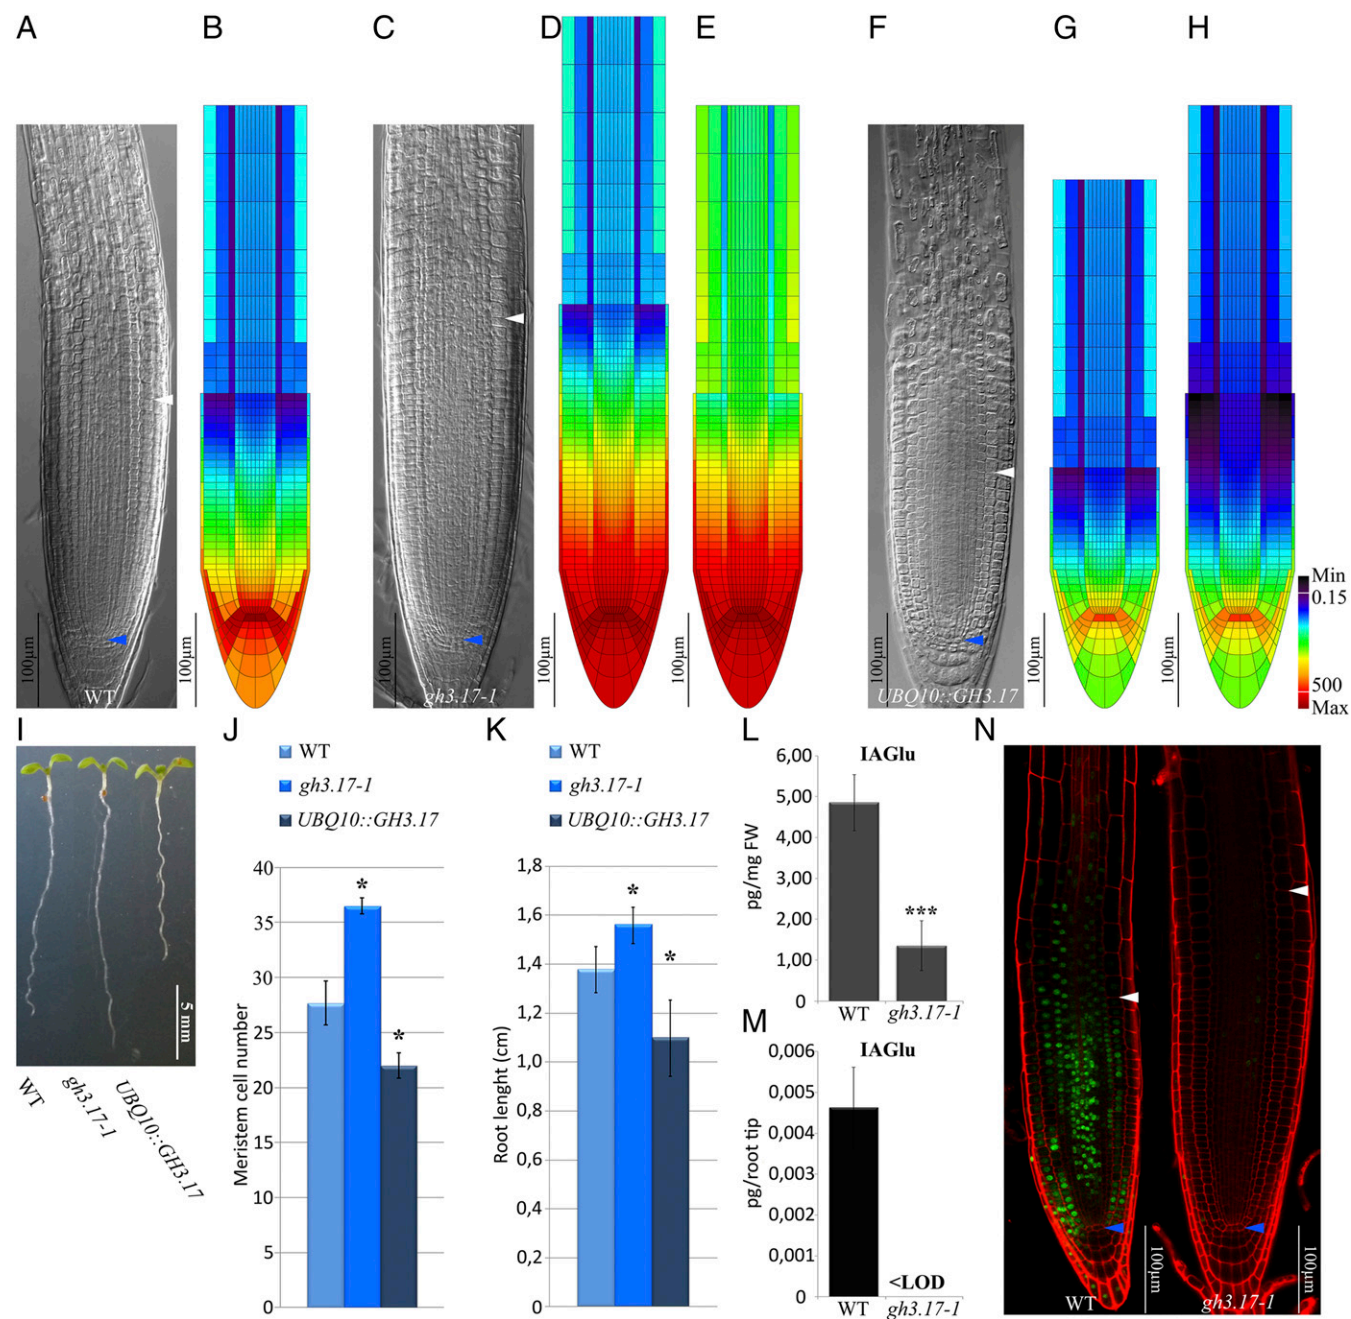 A B C D E F G H
Min
0.15
500
Max
100µm
WT
100µm
100µm
gh3.17-1
100µm
100µm
100µm
UBQ10::GH3.17
100µm
100µm
I
5 mm
WT
gh3.17-1
UBQ10::GH3.17
J
WT
gh3.17-1
UBQ10::GH3.17
Meristem cell number
40
35
30
25
20
15
10
5
0
*
*
K
WT
gh3.17-1
UBQ10::GH3.17
Root lenght (cm)
1,8
1,6
1,4
1,2
1,0
0,8
0,6
0,4
0,2
0
*
*
L
IAGlu
pg/mg FW
6,00
5,00
4,00
3,00
2,00
1,00
0
***
WT gh3.17-1
M
IAGlu
pg/root tip
0,006
0,005
0,004
0,003
0,002
0,001
0
<LOD
WT gh3.17-1
N
WT
100µm
gh3.17-1
100µm